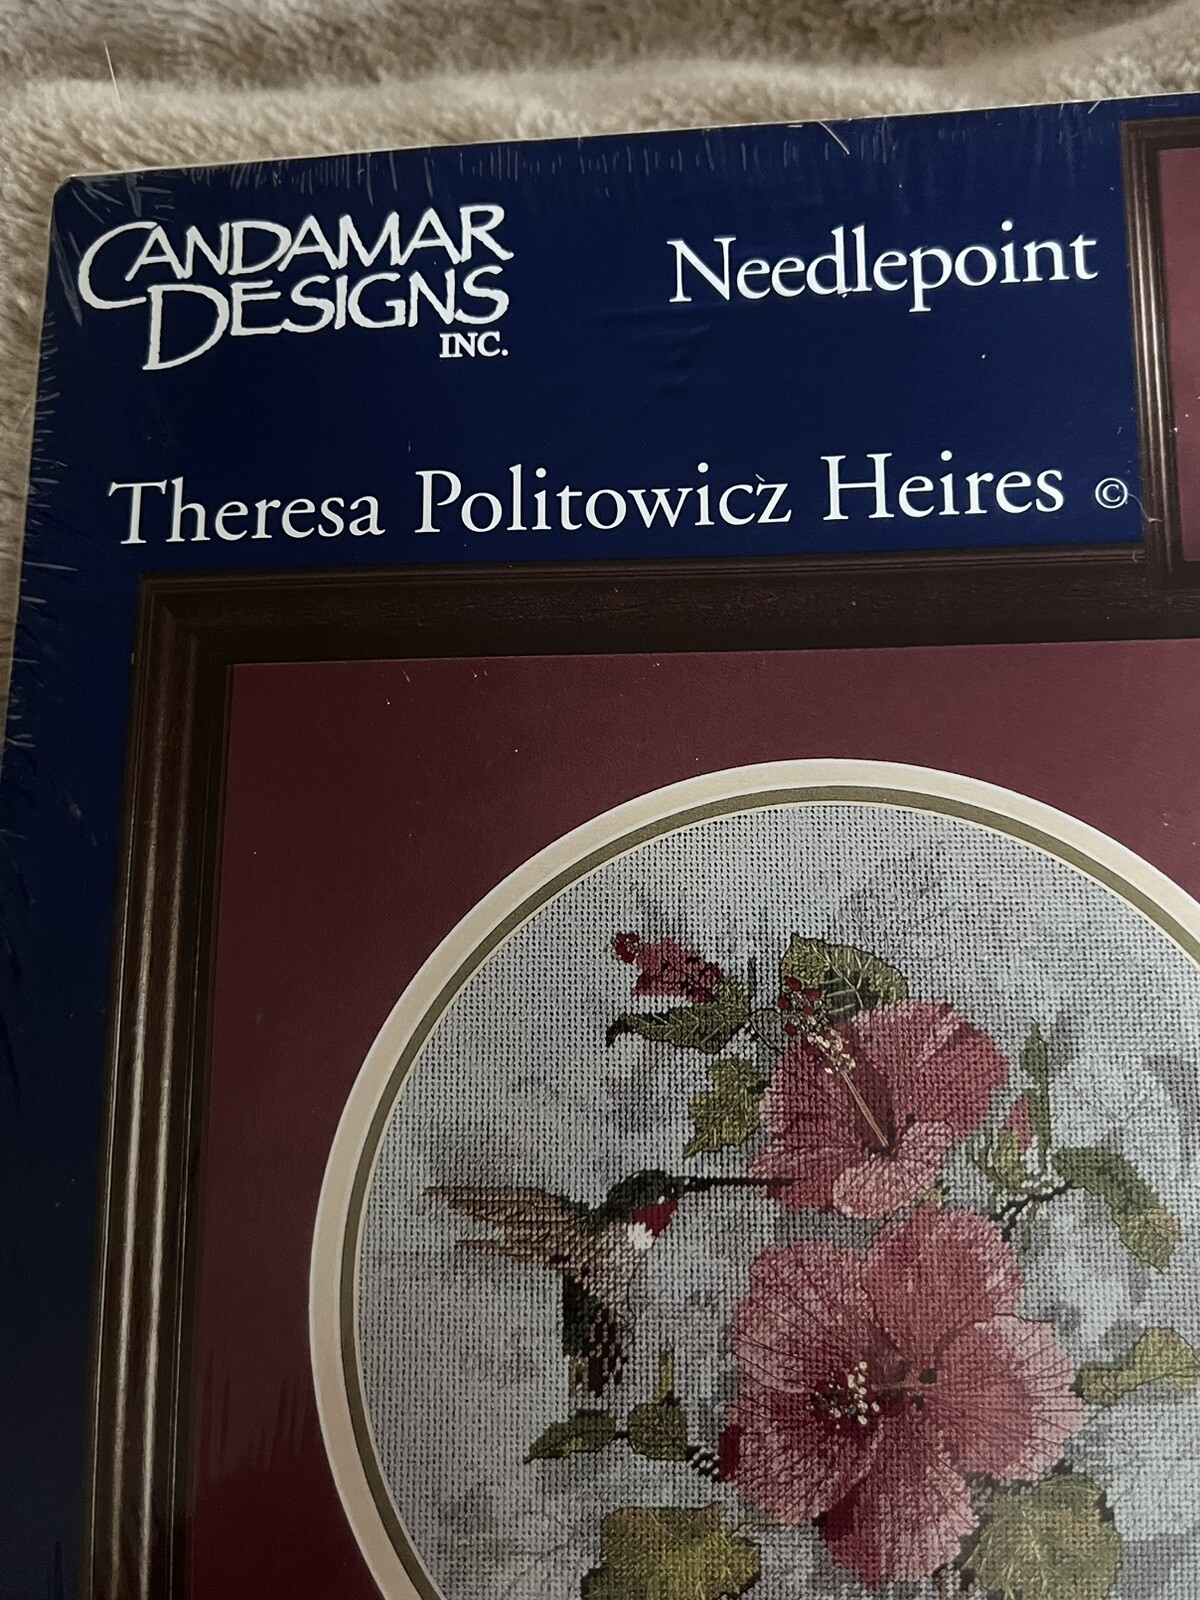 CANDAMAR
DESIGNS
INC.
Needlepoint
Theresa Politowicz Heires ©